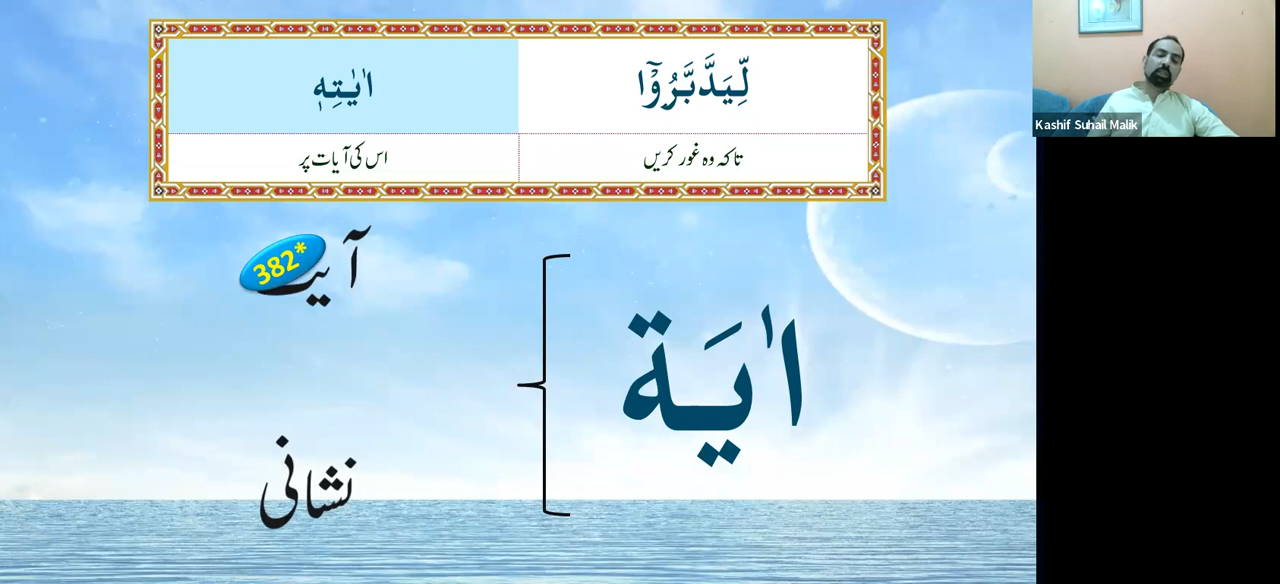 لِّيَدَّبَّرُوْٓا اٰيٰتِهٖ
تاکہ وہ غور کریں اس کی آیات پر
Kashif Suhail Malik
آیت
382*
اٰيَة
نشانی